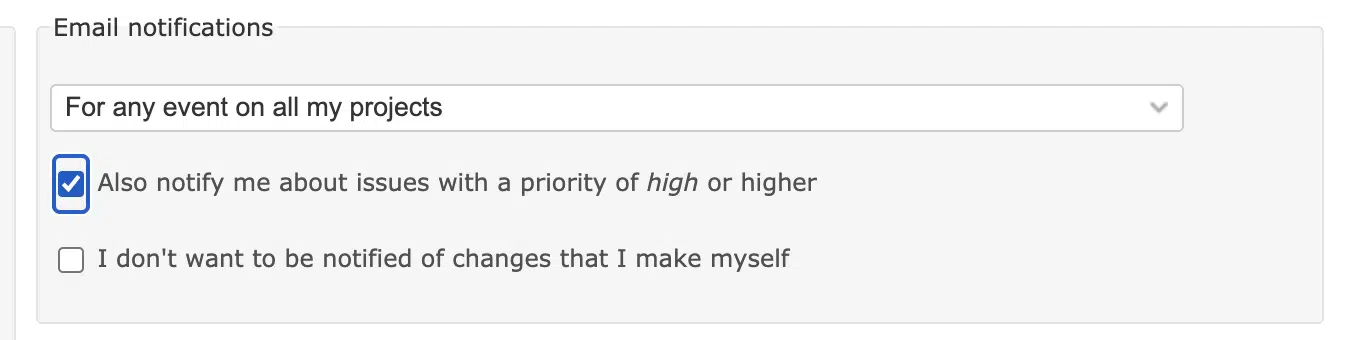 Email notifications
For any event on all my projects
Also notify me about issues with a priority of high or higher
I don't want to be notified of changes that I make myself